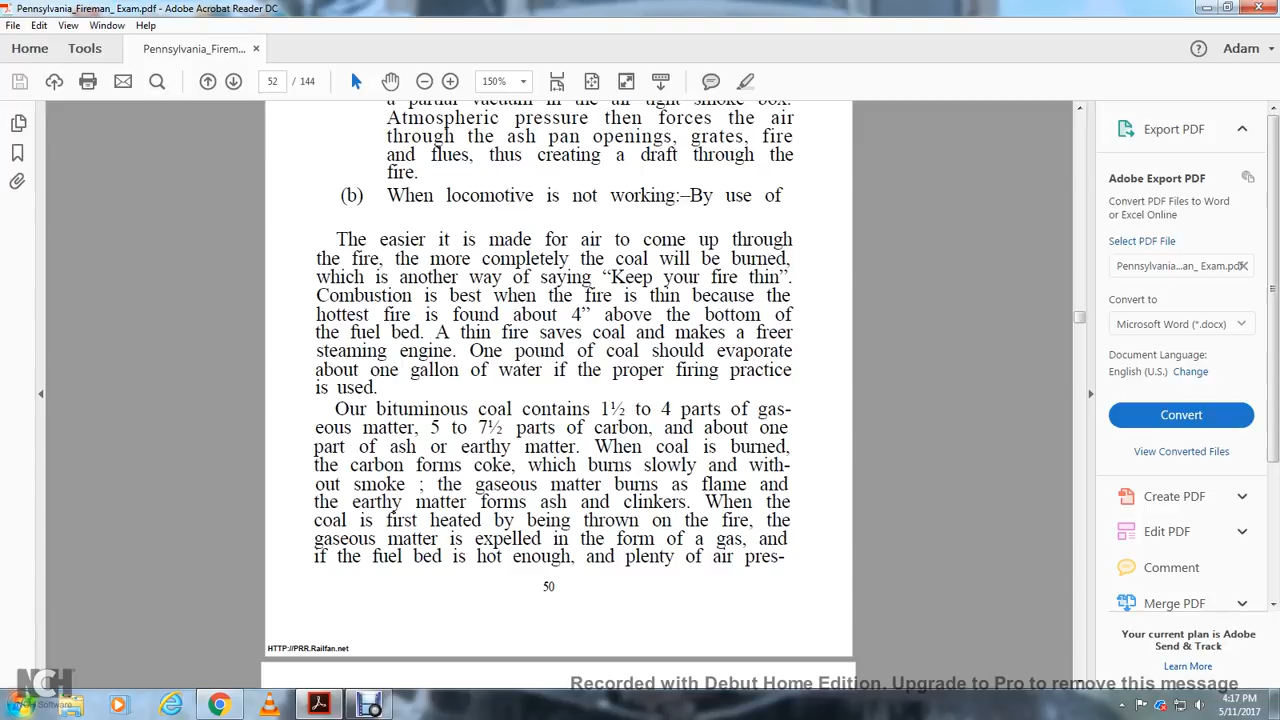 Pennsylvania_Fireman_ Exam.pdf - Adobe Acrobat Reader DC
File Edit View Window Help
Home Tools Pennsylvania_Firem... × Adam
52 / 144 150%
a partial vacuum in the air tight smoke box.
Atmospheric pressure then forces the air
through the ash pan openings, grates, fire
and flues, thus creating a draft through the
fire.
(b) When locomotive is not working:–By use of
The easier it is made for air to come up through
the fire, the more completely the coal will be burned,
which is another way of saying “Keep your fire thin”.
Combustion is best when the fire is thin because the
hottest fire is found about 4” above the bottom of
the fuel bed. A thin fire saves coal and makes a freer
steaming engine. One pound of coal should evaporate
about one gallon of water if the proper firing practice
is used.
Our bituminous coal contains 1½ to 4 parts of gas-
eous matter, 5 to 7½ parts of carbon, and about one
part of ash or earthy matter. When coal is burned,
the carbon forms coke, which burns slowly and with-
out smoke ; the gaseous matter burns as flame and
the earthy matter forms ash and clinkers. When the
coal is first heated by being thrown on the fire, the
gaseous matter is expelled in the form of a gas, and
if the fuel bed is hot enough, and plenty of air pres-
50
HTTP://PRR.Railfan.net
Export PDF
Adobe Export PDF
Convert PDF Files to Word
or Excel Online
Select PDF File
Pennsylvania...an_ Exam.pdf
Convert to
Microsoft Word (*.docx)
Document Language:
English (U.S.) Change
Convert
View Converted Files
Create PDF
Edit PDF
Comment
Merge PDF
Your current plan is Adobe
Send & Track
Learn More
NCH
Software
Recorded with Debut Home Edition. Upgrade to Pro to remove this message
4:17 PM
5/11/2017